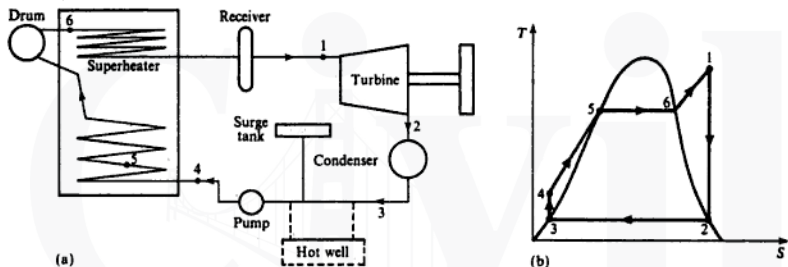 Drum
6
Superheater
Receiver
1
Turbine
2
Surge
tank
Condenser
5
4
3
Pump
Hot well
(a)
T
1
5
6
4
3
2
S
(b)
Civil